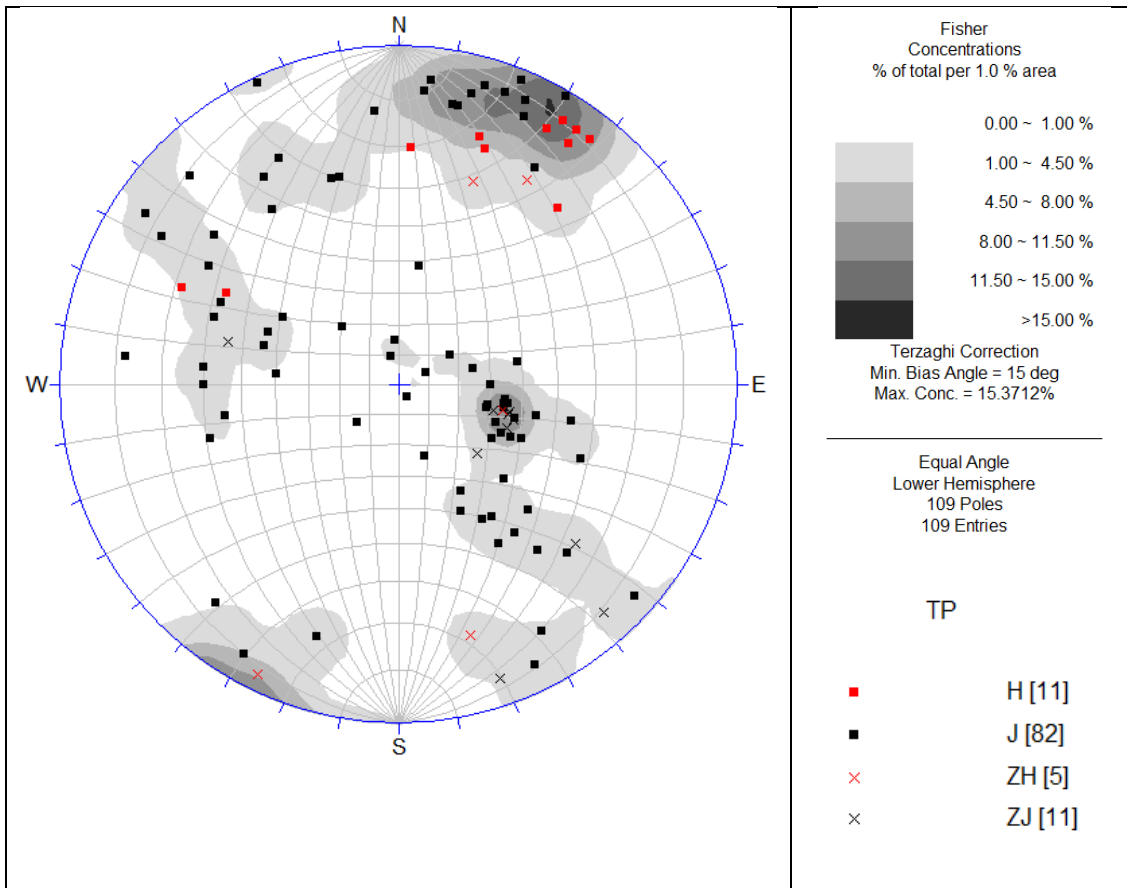 N
W
E
S
Fisher
Concentrations
% of total per 1.0 % area
0.00 ~ 1.00 %
1.00 ~ 4.50 %
4.50 ~ 8.00 %
8.00 ~ 11.50 %
11.50 ~ 15.00 %
>15.00 %
Terzaghi Correction
Min. Bias Angle = 15 deg
Max. Conc. = 15.3712%
Equal Angle
Lower Hemisphere
109 Poles
109 Entries
TP
H [11]
J [82]
ZH [5]
ZJ [11]